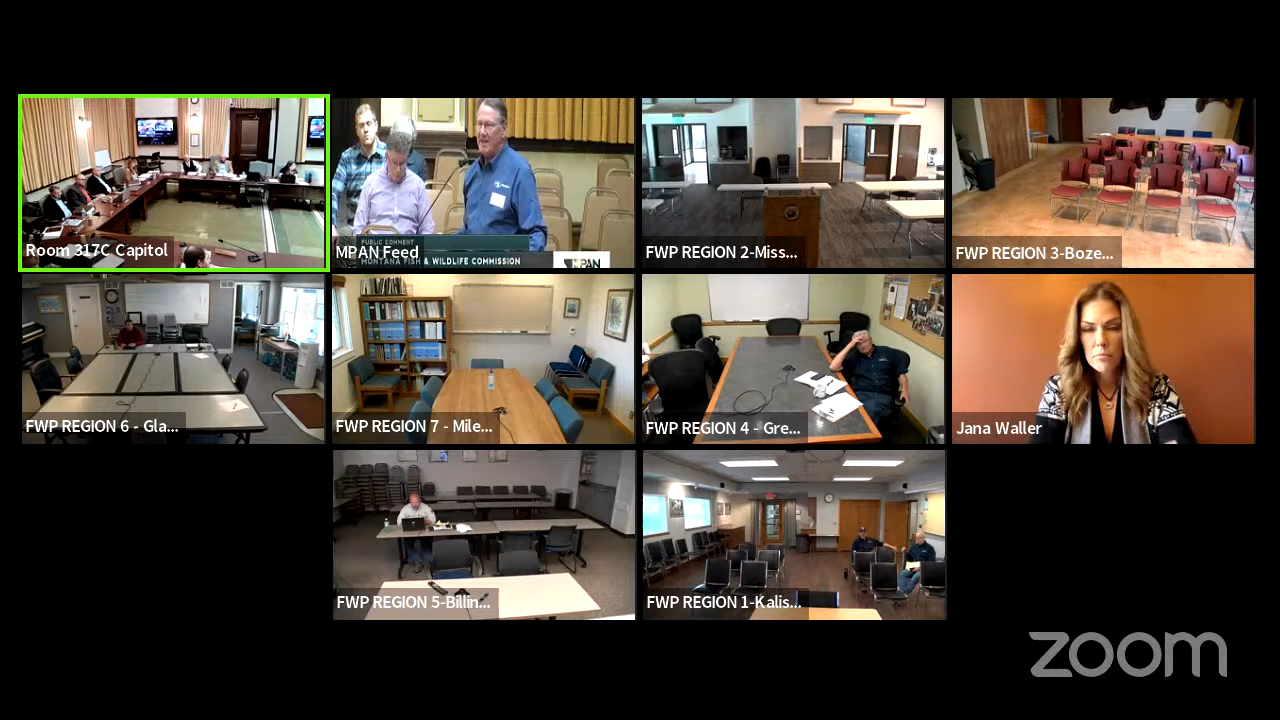 Room 317C Capitol
PUBLIC COMMENT
MPAN Feed
MONTANA FISH & WILDLIFE COMMISSION
MPAN
FWP REGION 2-Miss...
FWP REGION 3-Boze...
FWP REGION 6 - Gla...
FWP REGION 7 - Mile...
FWP REGION 4 - Gre...
Jana Waller
FWP REGION 5-Billin...
FWP REGION 1-Kalis...
zoom